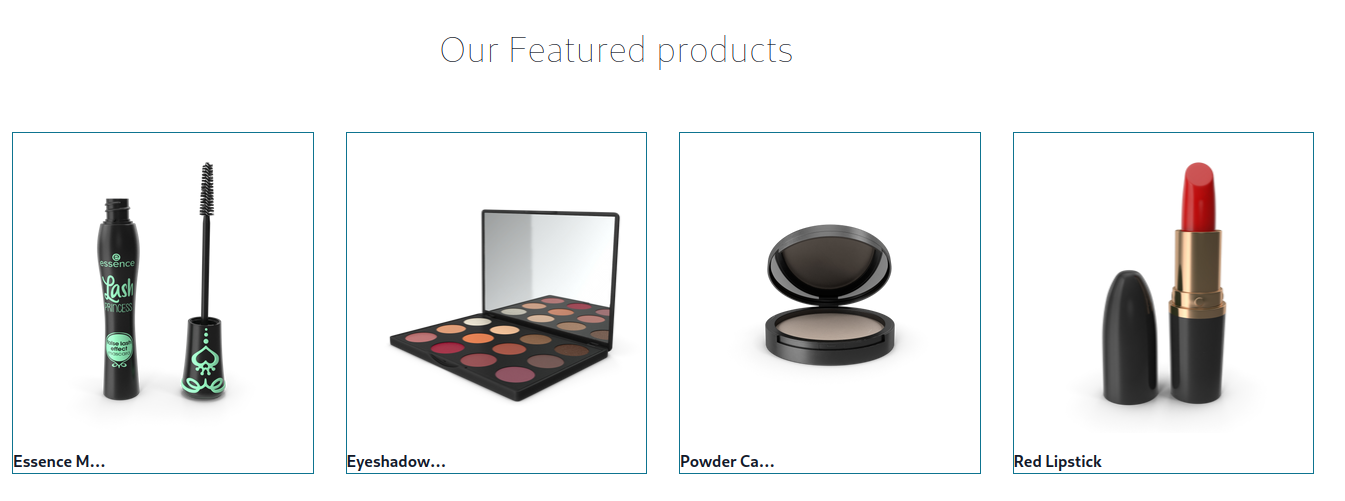 Our Featured products
essence
Lash
PRINCESS
false lash
effect
mascara
Essence M...
Eyeshadow...
Powder Ca...
Red Lipstick